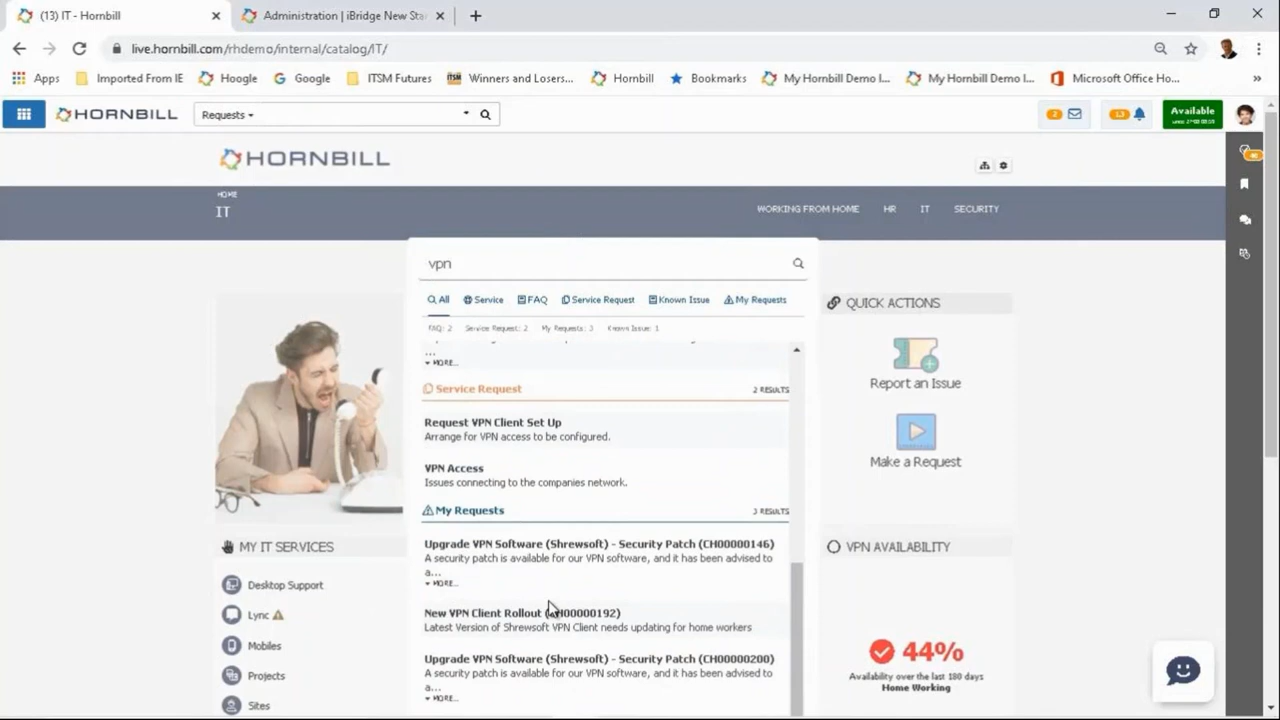 (13) IT - Hornbill
Administration | iBridge New Sta
live.hornbill.com/rhdemo/internal/catalog/IT/
Apps
Imported From IE
Hoogle
Google
ITSM Futures
ITSM
Winners and Losers...
Hornbill
Bookmarks
My Hornbill Demo I...
My Hornbill Demo I...
Microsoft Office Ho...
»
HORNBILL
Requests
2
13
Available
40
HORNBILL
HOME
IT
WORKING FROM HOME
HR
IT
SECURITY
vpn
All
Service
FAQ
Service Request
Known Issue
My Requests
FAQ: 2
Service Request: 2
My Requests: 3
Known Issue: 1
...
MORE...
Service Request
2 RESULTS
Request VPN Client Set Up
Arrange for VPN access to be configured.
VPN Access
Issues connecting to the companies network.
My Requests
3 RESULTS
Upgrade VPN Software (Shrewsoft) - Security Patch (CH00000146)
A security patch is available for our VPN software, and it has been advised to
a...
MORE...
New VPN Client Rollout (CH00000192)
Latest Version of Shrewsoft VPN Client needs updating for home workers
Upgrade VPN Software (Shrewsoft) - Security Patch (CH00000200)
A security patch is available for our VPN software, and it has been advised to
a...
MORE...
QUICK ACTIONS
Report an Issue
Make a Request
MY IT SERVICES
Desktop Support
Lync
Mobiles
Projects
Sites
VPN AVAILABILITY
44%
Availability over the last 180 days
Home Working